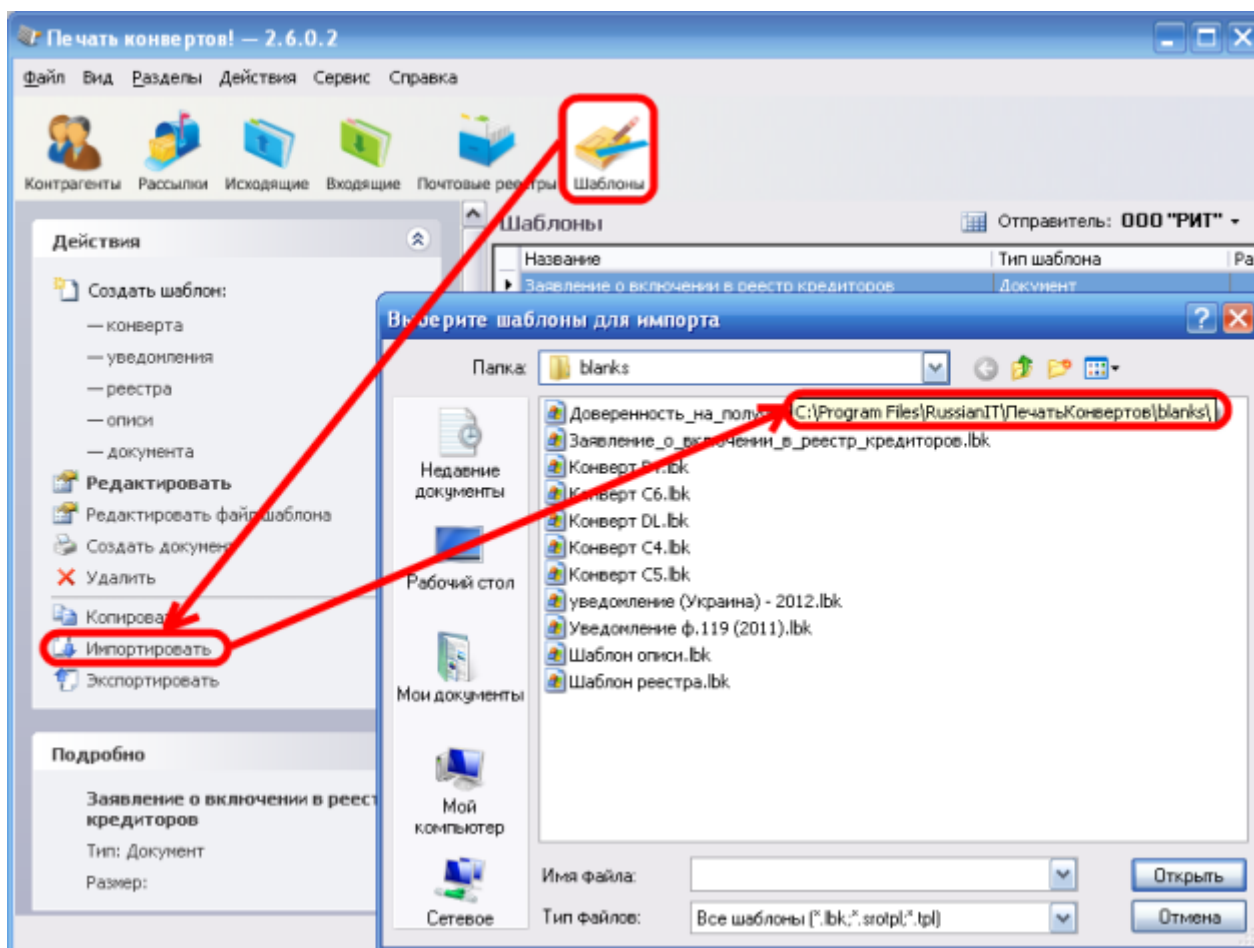 Печать конвертов! — 2.6.0.2
Файл Вид Разделы Действия Сервис Справка
Контрагенты Рассылки Исходящие Входящие Почтовые реестры Шаблоны
Действия
Создать шаблон:
— конверта
— уведомления
— реестра
— описи
— документа
Редактировать
Редактировать файл шаблона
Создать документ
Удалить
Копировать
Импортировать
Экспортировать
Подробно
Заявление о включении в реест
кредиторов
Тип: Документ
Размер:
Шаблоны
Отправитель: ООО "РИТ"
Название Тип шаблона Ра
Заявление о включении в реестр кредиторов Документ
Выберите шаблоны для импорта
Папка: blanks
Недавние
документы
Рабочий стол
Мои документы
Мой
компьютер
Сетевое
Доверенность_на_полу C:\Program Files\RussianIT\ПечатьКонвертов\blanks\
Заявление_о_включении_в_реестр_кредиторов.lbk
Конверт
Конверт C6.lbk
Конверт DL.lbk
Конверт C4.lbk
Конверт C5.lbk
уведомление (Украина) - 2012.lbk
Уведомление ф.119 (2011).lbk
Шаблон описи.lbk
Шаблон реестра.lbk
Имя файла:
Открыть
Тип файлов: Все шаблоны (*.lbk;*.srotpl;*.tpl)
Отмена